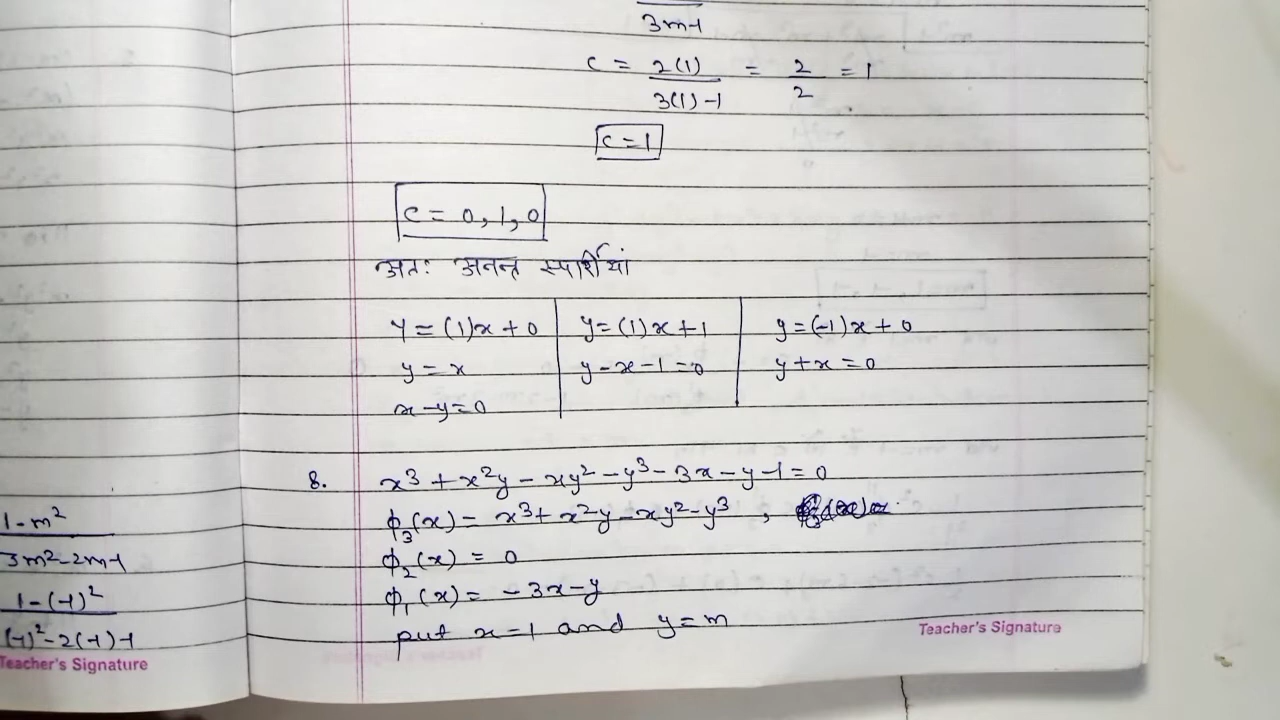 3m-1
c = 2(1) / 3(1)-1 = 2/2 = 1
c = 1
c = 0, 1, 0
अतः अनन्त स्पर्शियां
y = (1)x + 0 y = (1)x + 1 y = (-1)x + 0
y = x y - x - 1 = 0 y + x = 0
x - y = 0
8. x³ + x²y - xy² - y³ - 3x - y - 1 = 0
ϕ₃(x) = x³ + x²y - xy² - y³ ,
ϕ₂(x) = 0
ϕ₁(x) = - 3x - y
put x = 1 and y = m
Teacher's Signature
1 - m²
3m² - 2m - 1
1 - (-1)²
(-1)² - 2(-1) - 1
Teacher's Signature